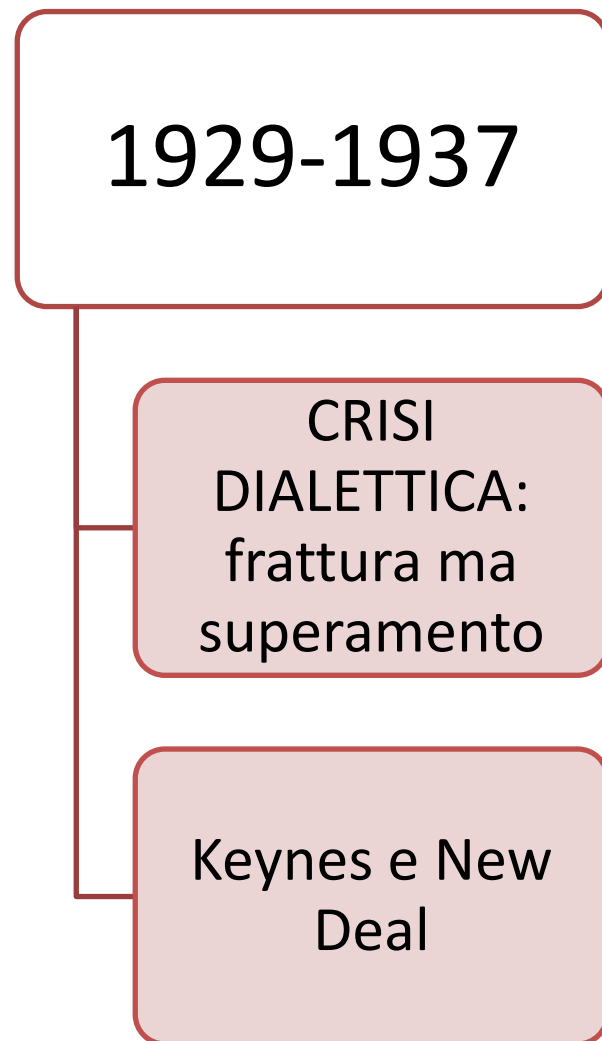 1929-1937
CRISI
DIALETTICA:
frattura ma
superamento
Keynes e New
Deal